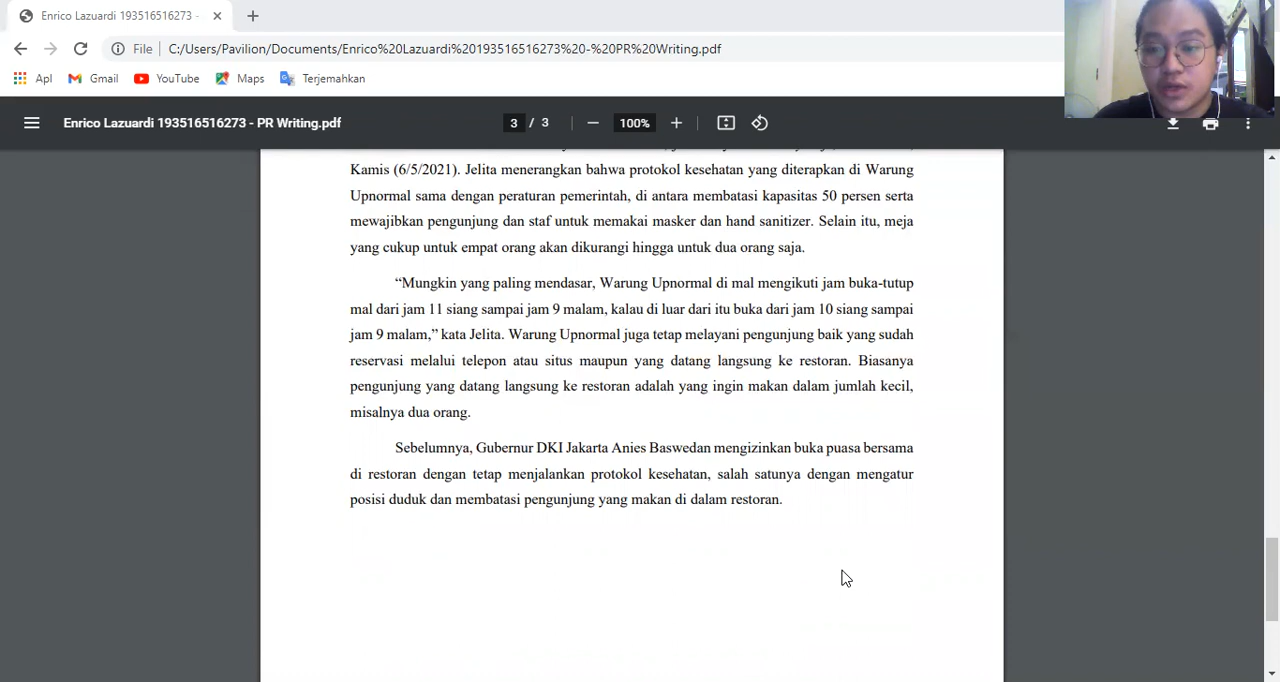 Enrico Lazuardi 193516516273 -
File
C:/Users/Pavilion/Documents/Enrico%20Lazuardi%20193516516273%20-%20PR%20Writing.pdf
Apl Gmail YouTube Maps Terjemahkan
Enrico Lazuardi 193516516273 - PR Writing.pdf
3 / 3
100%
Kamis (6/5/2021). Jelita menerangkan bahwa protokol kesehatan yang diterapkan di Warung
Upnormal sama dengan peraturan pemerintah, di antara membatasi kapasitas 50 persen serta
mewajibkan pengunjung dan staf untuk memakai masker dan hand sanitizer. Selain itu, meja
yang cukup untuk empat orang akan dikurangi hingga untuk dua orang saja.
“Mungkin yang paling mendasar, Warung Upnormal di mal mengikuti jam buka-tutup
mal dari jam 11 siang sampai jam 9 malam, kalau di luar dari itu buka dari jam 10 siang sampai
jam 9 malam,” kata Jelita. Warung Upnormal juga tetap melayani pengunjung baik yang sudah
reservasi melalui telepon atau situs maupun yang datang langsung ke restoran. Biasanya
pengunjung yang datang langsung ke restoran adalah yang ingin makan dalam jumlah kecil,
misalnya dua orang.
Sebelumnya, Gubernur DKI Jakarta Anies Baswedan mengizinkan buka puasa bersama
di restoran dengan tetap menjalankan protokol kesehatan, salah satunya dengan mengatur
posisi duduk dan membatasi pengunjung yang makan di dalam restoran.